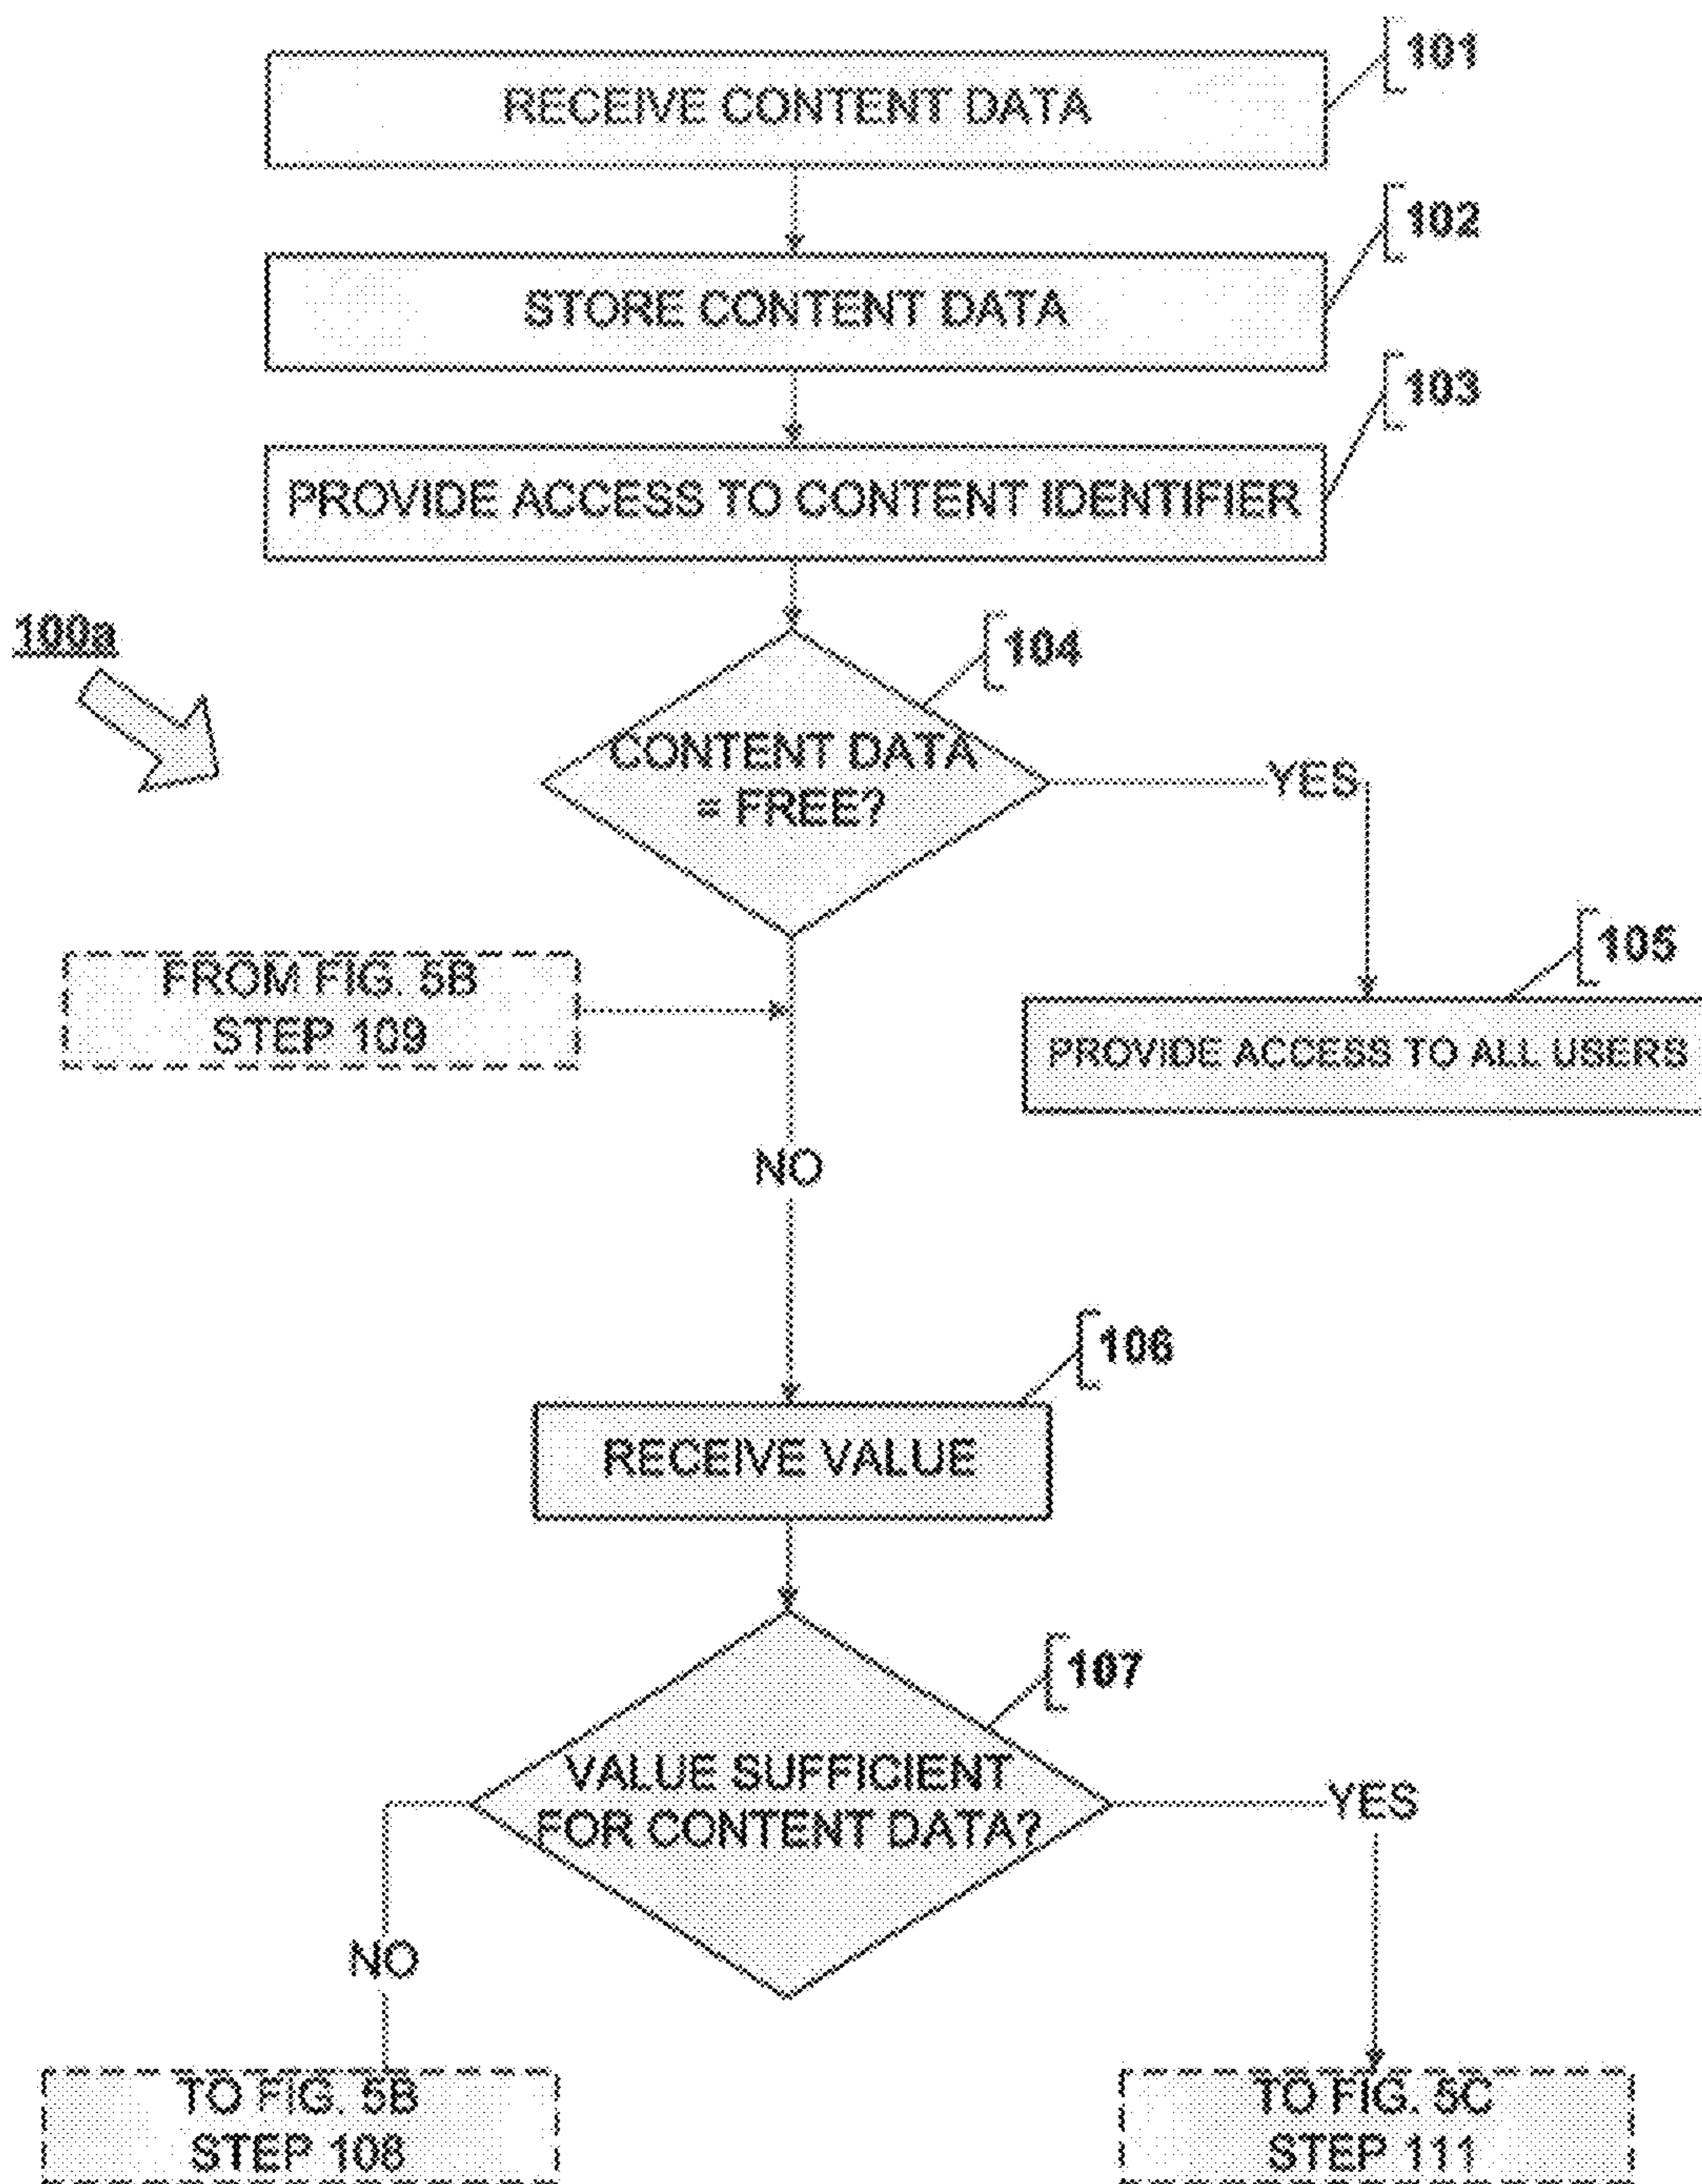 101
RECEIVE CONTENT DATA
102
STORE CONTENT DATA
103
PROVIDE ACCESS TO CONTENT IDENTIFIER
100a
104
CONTENT DATA
= FREE?
YES
FROM FIG. 5B
STEP 109
105
PROVIDE ACCESS TO ALL USERS
NO
106
RECEIVE VALUE
107
VALUE SUFFICIENT
FOR CONTENT DATA?
YES
NO
TO FIG. 5B
STEP 108
TO FIG. 5C
STEP 111